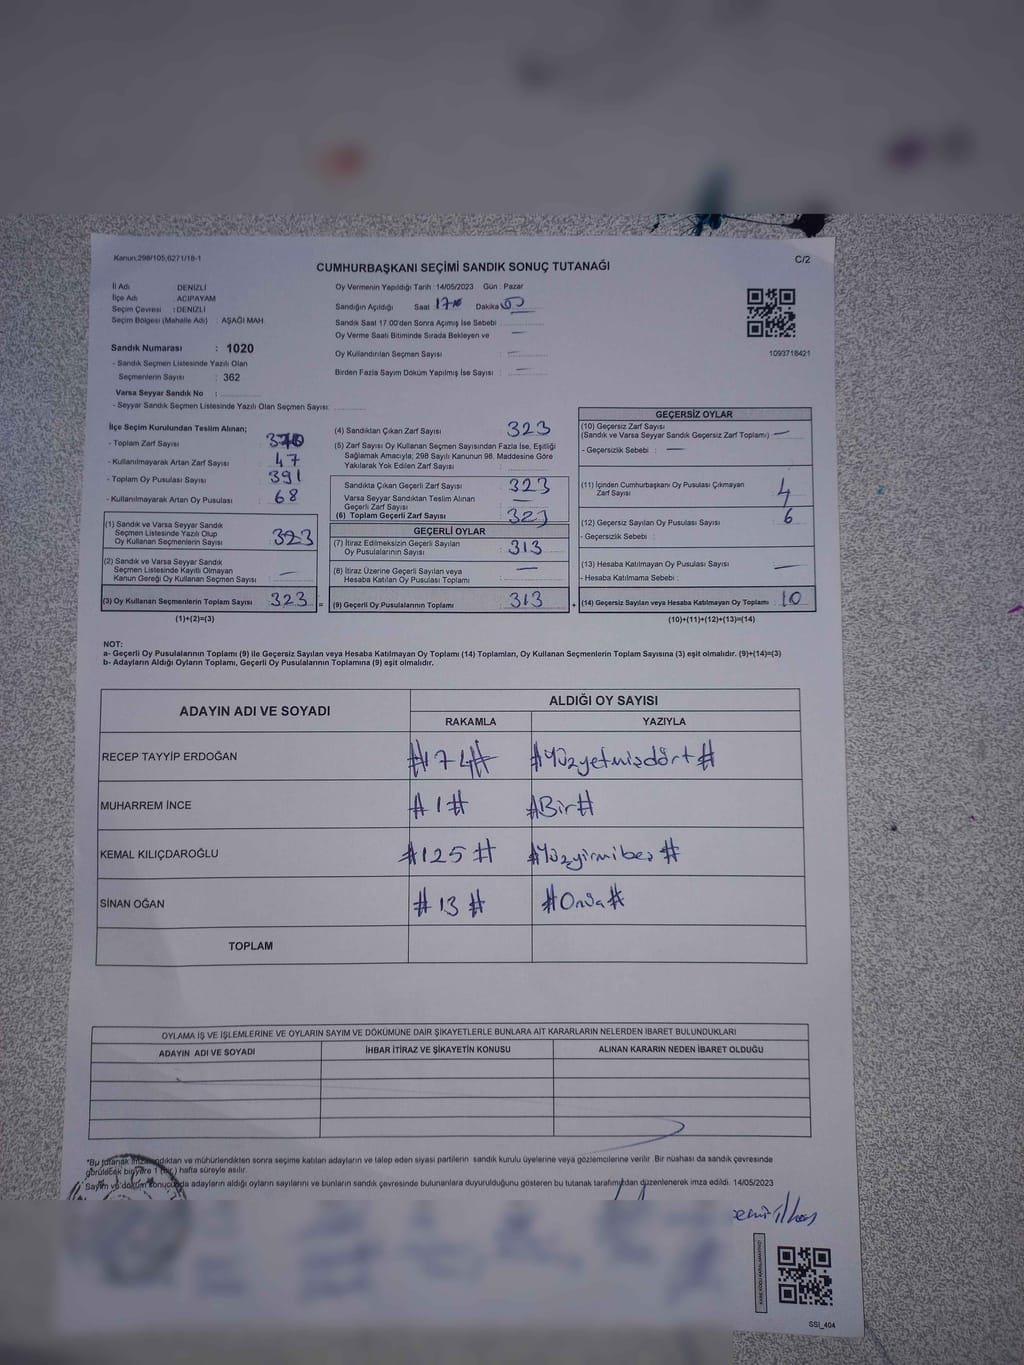 Kanun:298/105;6271/18-1
C/2
CUMHURBAŞKANI SEÇİMİ SANDIK SONUÇ TUTANAĞI
İl Adı : DENİZLİ
İlçe Adı : ACIPAYAM
Seçim Çevresi : DENİZLİ
Seçim Bölgesi (Mahalle Adı) : AŞAĞI MAH.
Sandık Numarası : 1020
- Sandık Seçmen Listesinde Yazılı Olan
Seçmenlerin Sayısı : 362
Varsa Seyyar Sandık No :
- Seyyar Sandık Seçmen Listesinde Yazılı Olan Seçmen Sayısı:
Oy Vermenin Yapıldığı Tarih : 14/05/2023 Gün : Pazar
Sandığın Açıldığı Saat 17 Dakika
Sandık Saat 17:00'den Sonra Açılmış İse Sebebi :
Oy Verme Saati Bitiminde Sırada Bekleyen ve : —
Oy Kullandırılan Seçmen Sayısı : —
Birden Fazla Sayım Döküm Yapılmış İse Sayısı : —
1093718421
İlçe Seçim Kurulundan Teslim Alınan;
- Toplam Zarf Sayısı : 370
- Kullanılmayarak Artan Zarf Sayısı : 47
- Toplam Oy Pusulası Sayısı : 391
- Kullanılmayarak Artan Oy Pusulası : 68
(1) Sandık ve Varsa Seyyar Sandık
Seçmen Listesinde Yazılı Olup
Oy Kullanan Seçmenlerin Sayısı : 323
(2) Sandık ve Varsa Seyyar Sandık
Seçmen Listesinde Kayıtlı Olmayan
Kanun Gereği Oy Kullanan Seçmen Sayısı : —
(3) Oy Kullanan Seçmenlerin Toplam Sayısı : 323 =
(1)+(2)=(3)
(4) Sandıktan Çıkan Zarf Sayısı : 323
(5) Zarf Sayısı Oy Kullanan Seçmen Sayısından Fazla İse, Eşitliği
Sağlamak Amacıyla; 298 Sayılı Kanunun 98. Maddesine Göre
Yakılarak Yok Edilen Zarf Sayısı :
Sandıkta Çıkan Geçerli Zarf Sayısı : 323
Varsa Seyyar Sandıktan Teslim Alınan
Geçerli Zarf Sayısı : —
(6) Toplam Geçerli Zarf Sayısı : 323
GEÇERLİ OYLAR
(7) İtiraz Edilmeksizin Geçerli Sayılan
Oy Pusulalarının Sayısı : 313
(8) İtiraz Üzerine Geçerli Sayılan veya
Hesaba Katılan Oy Pusulası Toplamı : —
(9) Geçerli Oy Pusulalarının Toplamı : 313 +
GEÇERSİZ OYLAR
(10) Geçersiz Zarf Sayısı
(Sandık ve Varsa Seyyar Sandık Geçersiz Zarf Toplamı) : —
- Geçersizlik Sebebi : —
(11) İçinden Cumhurbaşkanı Oy Pusulası Çıkmayan
Zarf Sayısı : 4
(12) Geçersiz Sayılan Oy Pusulası Sayısı : 6
- Geçersizlik Sebebi :
(13) Hesaba Katılmayan Oy Pusulası Sayısı : —
- Hesaba Katılmama Sebebi :
(14) Geçersiz Sayılan veya Hesaba Katılmayan Oy Toplamı : 10
(10)+(11)+(12)+(13)=(14)
NOT:
a- Geçerli Oy Pusulalarının Toplamı (9) ile Geçersiz Sayılan veya Hesaba Katılmayan Oy Toplamı (14) Toplamları, Oy Kullanan Seçmenlerin Toplam Sayısına (3) eşit olmalıdır. (9)+(14)=(3)
b- Adayların Aldığı Oyların Toplamı, Geçerli Oy Pusulalarının Toplamına (9) eşit olmalıdır.
ADAYIN ADI VE SOYADI ALDIĞI OY SAYISI
RAKAMLA YAZIYLA
RECEP TAYYİP ERDOĞAN #174# #Yüzyetmişdört#
MUHARREM İNCE #1# #Bir#
KEMAL KILIÇDAROĞLU #125# #Yüzyirmibeş#
SİNAN OĞAN #13# #Onüç#
TOPLAM
OYLAMA İŞ VE İŞLEMLERİNE VE OYLARIN SAYIM VE DÖKÜMÜNE DAİR ŞİKAYETLERLE BUNLARA AİT KARARLARIN NELERDEN İBARET BULUNDUKLARI
ADAYIN ADI VE SOYADI İHBAR İTİRAZ VE ŞİKAYETİN KONUSU ALINAN KARARIN NEDEN İBARET OLDUĞU
*Bu tutanak imzalandıktan ve mühürlendikten sonra seçime katılan adayların ve talep eden siyasi partilerin sandık kurulu üyelerine veya gözlemcilerine verilir. Bir nüshası da sandık çevresinde
görülecek bir yere 1 (bir) hafta süreyle asılır.
Sayım ve döküm sonucunda adayların aldığı oyların sayılarını ve bunların sandık çevresinde bulunanlara duyurulduğunu gösteren bu tutanak tarafımızdan düzenlenerek imza edildi. 14/05/2023
SSI_404